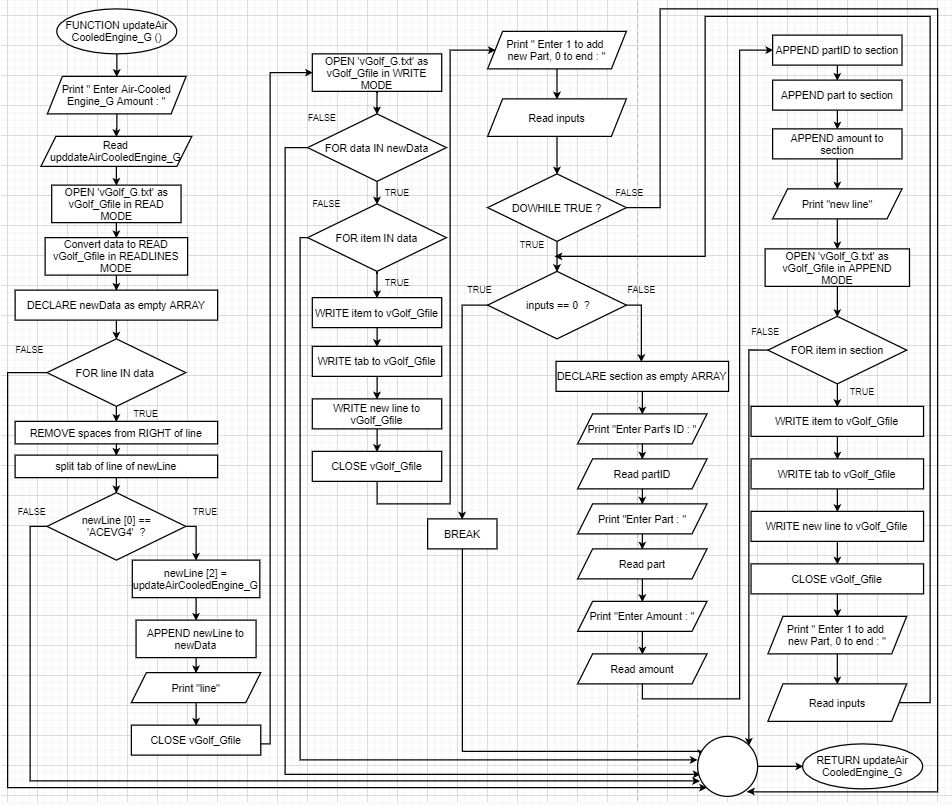 FUNCTION updateAir
CooledEngine_G ()
Print " Enter Air-Cooled
Engine_G Amount : "
Read
upddateAirCooledEngine_G
OPEN 'vGolf_G.txt' as
vGolf_Gfile in READ
MODE
Convert data to READ
vGolf_Gfile in READLINES
MODE
DECLARE newData as empty ARRAY
FALSE
FOR line IN data
TRUE
REMOVE spaces from RIGHT of line
split tab of line of newLine
FALSE
newLine [0] ==
'ACEVG4' ?
TRUE
newLine [2] =
updateAirCooledEngine_G
APPEND newLine to
newData
Print "line"
CLOSE vGolf_Gfile
OPEN 'vGolf_G.txt' as
vGolf_Gfile in WRITE
MODE
FALSE
FOR data IN newData
TRUE
FALSE
FOR item IN data
TRUE
WRITE item to vGolf_Gfile
WRITE tab to vGolf_Gfile
WRITE new line to
vGolf_Gfile
CLOSE vGolf_Gfile
Print " Enter 1 to add
new Part, 0 to end : "
Read inputs
DOWHILE TRUE ?
FALSE
TRUE
TRUE
inputs == 0 ?
FALSE
BREAK
DECLARE section as empty ARRAY
Print "Enter Part's ID : "
Read partID
Print "Enter Part : "
Read part
Print "Enter Amount : "
Read amount
APPEND partID to section
APPEND part to section
APPEND amount to
section
Print "new line"
OPEN 'vGolf_G.txt' as
vGolf_Gfile in APPEND
MODE
FALSE
FOR item in section
TRUE
WRITE item to vGolf_Gfile
WRITE tab to vGolf_Gfile
WRITE new line to vGolf_Gfile
CLOSE vGolf_Gfile
Print " Enter 1 to add
new Part, 0 to end : "
Read inputs
RETURN updateAir
CooledEngine_G